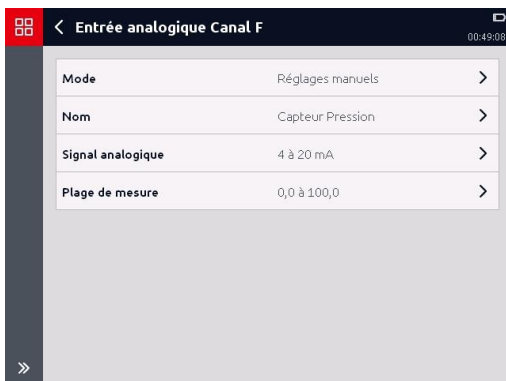 Entrée analogique Canal F
00:49:08
Mode Réglages manuels
Nom Capteur Pression
Signal analogique 4 à 20 mA
Plage de mesure 0,0 à 100,0